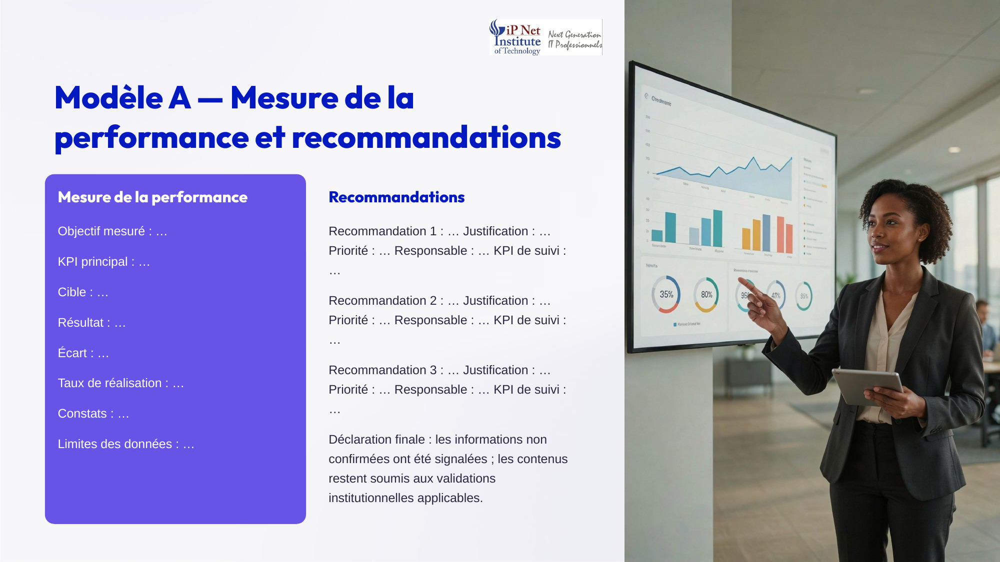 iP Net
Institute
of Technology
Next Generation
IT Professionnels
Modèle A — Mesure de la
performance et recommandations
Mesure de la performance
Objectif mesuré : …
KPI principal : …
Cible : …
Résultat : …
Écart : …
Taux de réalisation : …
Constats : …
Limites des données : …
Recommandations
Recommandation 1 : … Justification : …
Priorité : … Responsable : … KPI de suivi :
…
Recommandation 2 : … Justification : …
Priorité : … Responsable : … KPI de suivi :
…
Recommandation 3 : … Justification : …
Priorité : … Responsable : … KPI de suivi :
…
Déclaration finale : les informations non
confirmées ont été signalées ; les contenus
restent soumis aux validations
institutionnelles applicables.
35%
80%